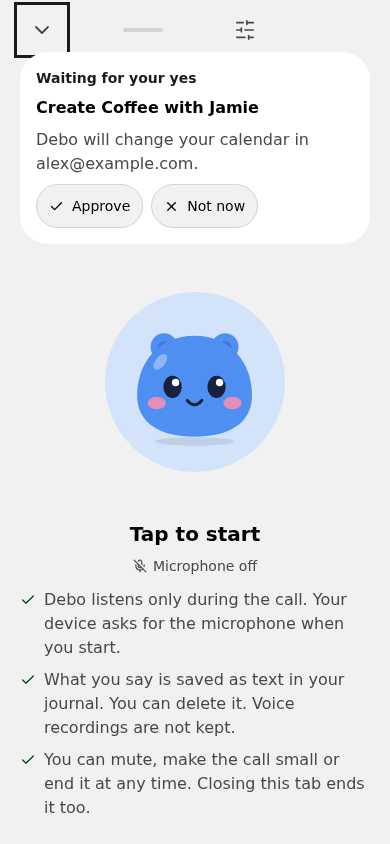 Waiting for your yes
Create Coffee with Jamie
Debo will change your calendar in
alex@example.com.
Approve
Not now
Tap to start
Microphone off
Debo listens only during the call. Your
device asks for the microphone when
you start.
What you say is saved as text in your
journal. You can delete it. Voice
recordings are not kept.
You can mute, make the call small or
end it at any time. Closing this tab ends
it too.